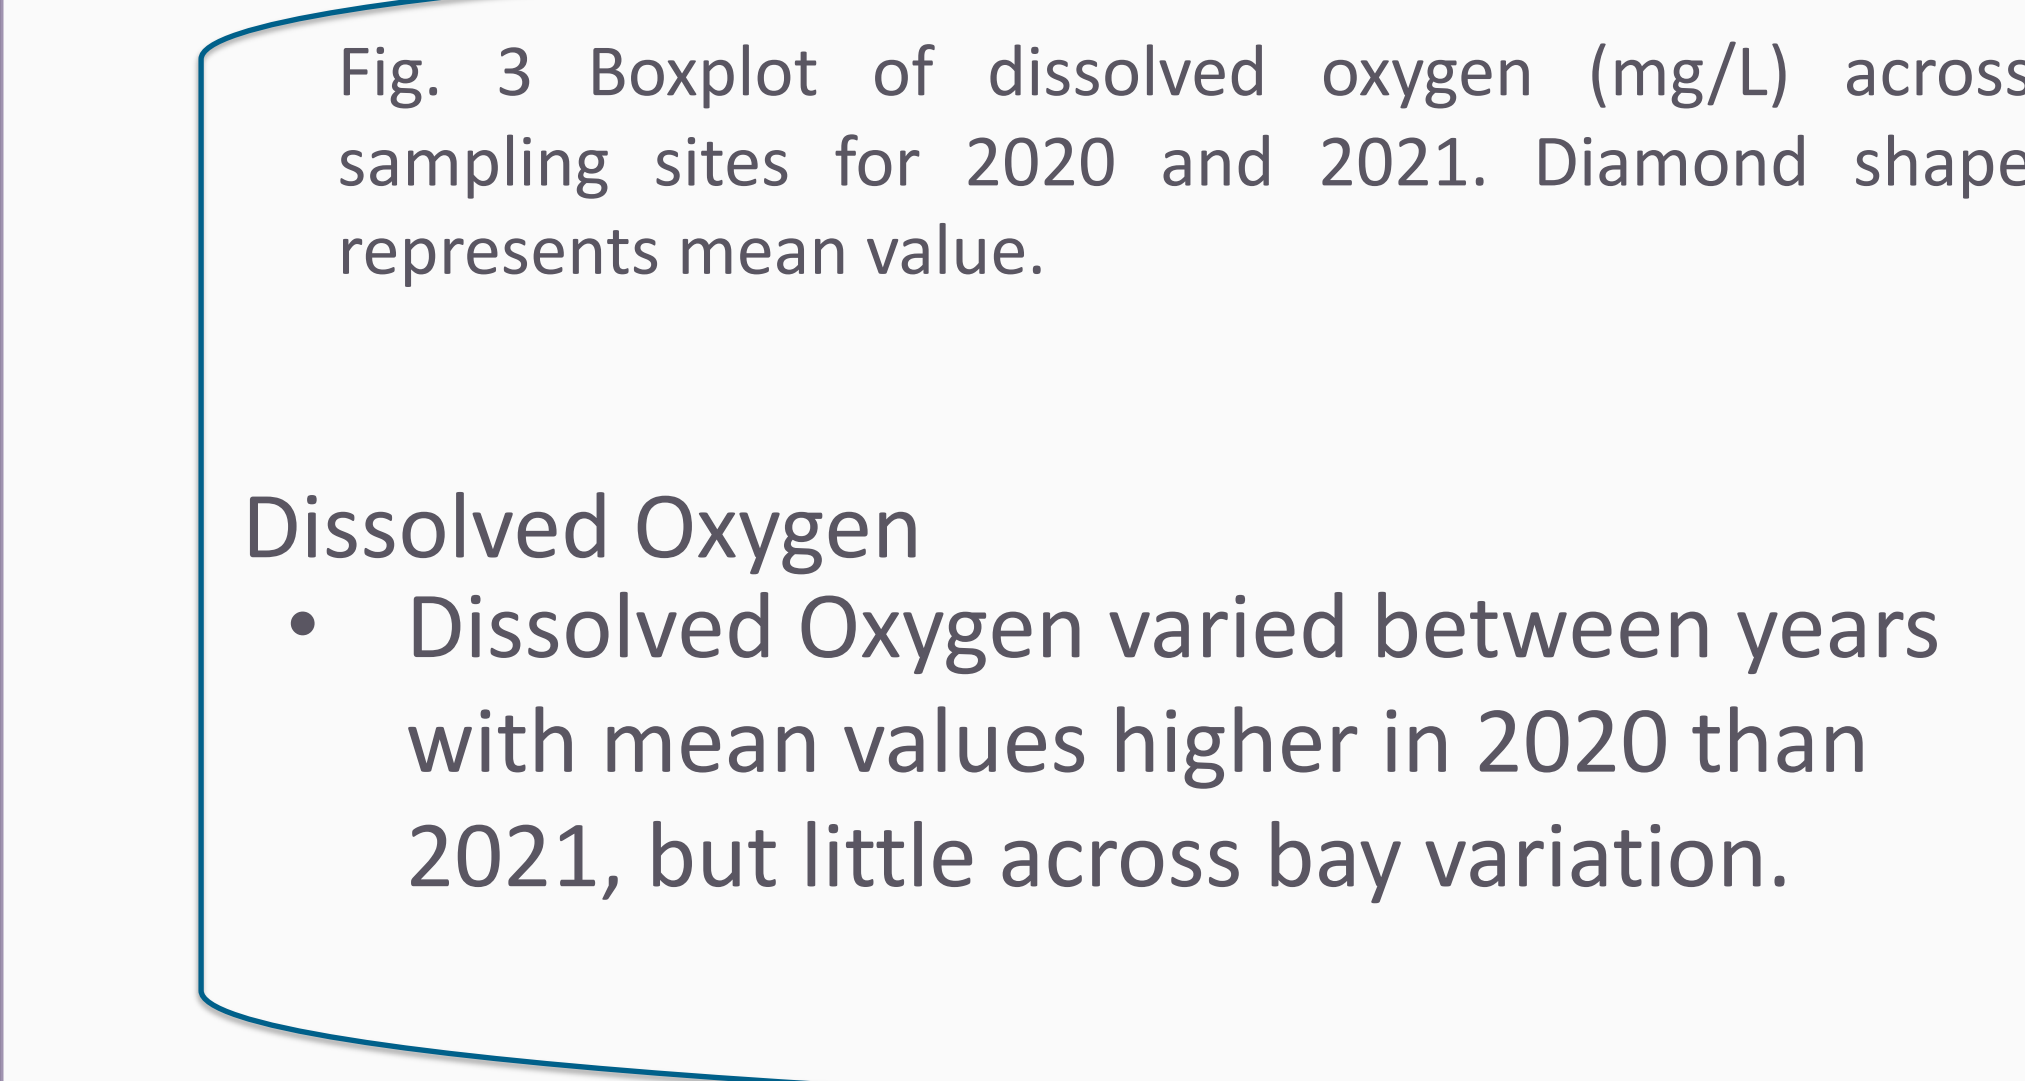 Fig. 3 Boxplot of dissolved oxygen (mg/L) across
sampling sites for 2020 and 2021. Diamond shape
represents mean value.
Dissolved Oxygen
• Dissolved Oxygen varied between years
with mean values higher in 2020 than
2021, but little across bay variation.